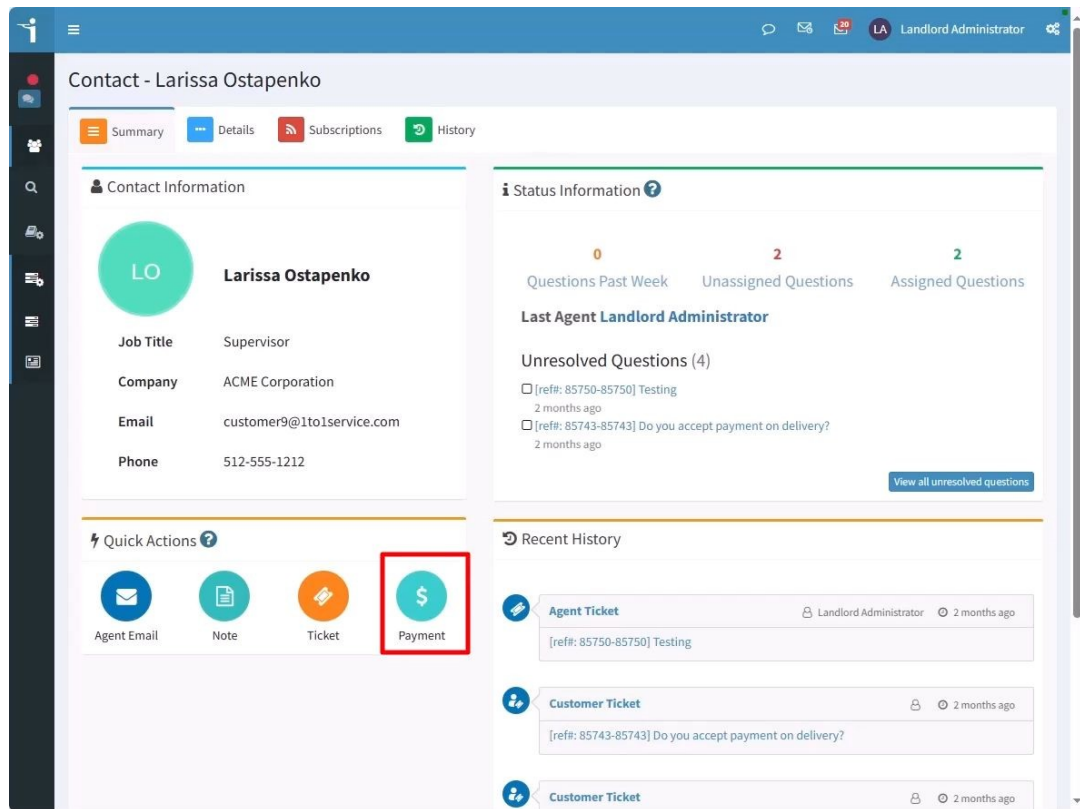 20
LA Landlord Administrator
Contact - Larissa Ostapenko
Summary
Details
Subscriptions
History
Contact Information
LO
Larissa Ostapenko
Job Title Supervisor
Company ACME Corporation
Email customer9@1to1service.com
Phone 512-555-1212
Status Information
0 2 2
Questions Past Week Unassigned Questions Assigned Questions
Last Agent Landlord Administrator
Unresolved Questions (4)
[ref#: 85750-85750] Testing
2 months ago
[ref#: 85743-85743] Do you accept payment on delivery?
2 months ago
View all unresolved questions
Quick Actions
Agent Email Note Ticket Payment
Recent History
Agent Ticket Landlord Administrator 2 months ago
[ref#: 85750-85750] Testing
Customer Ticket 2 months ago
[ref#: 85743-85743] Do you accept payment on delivery?
Customer Ticket 2 months ago